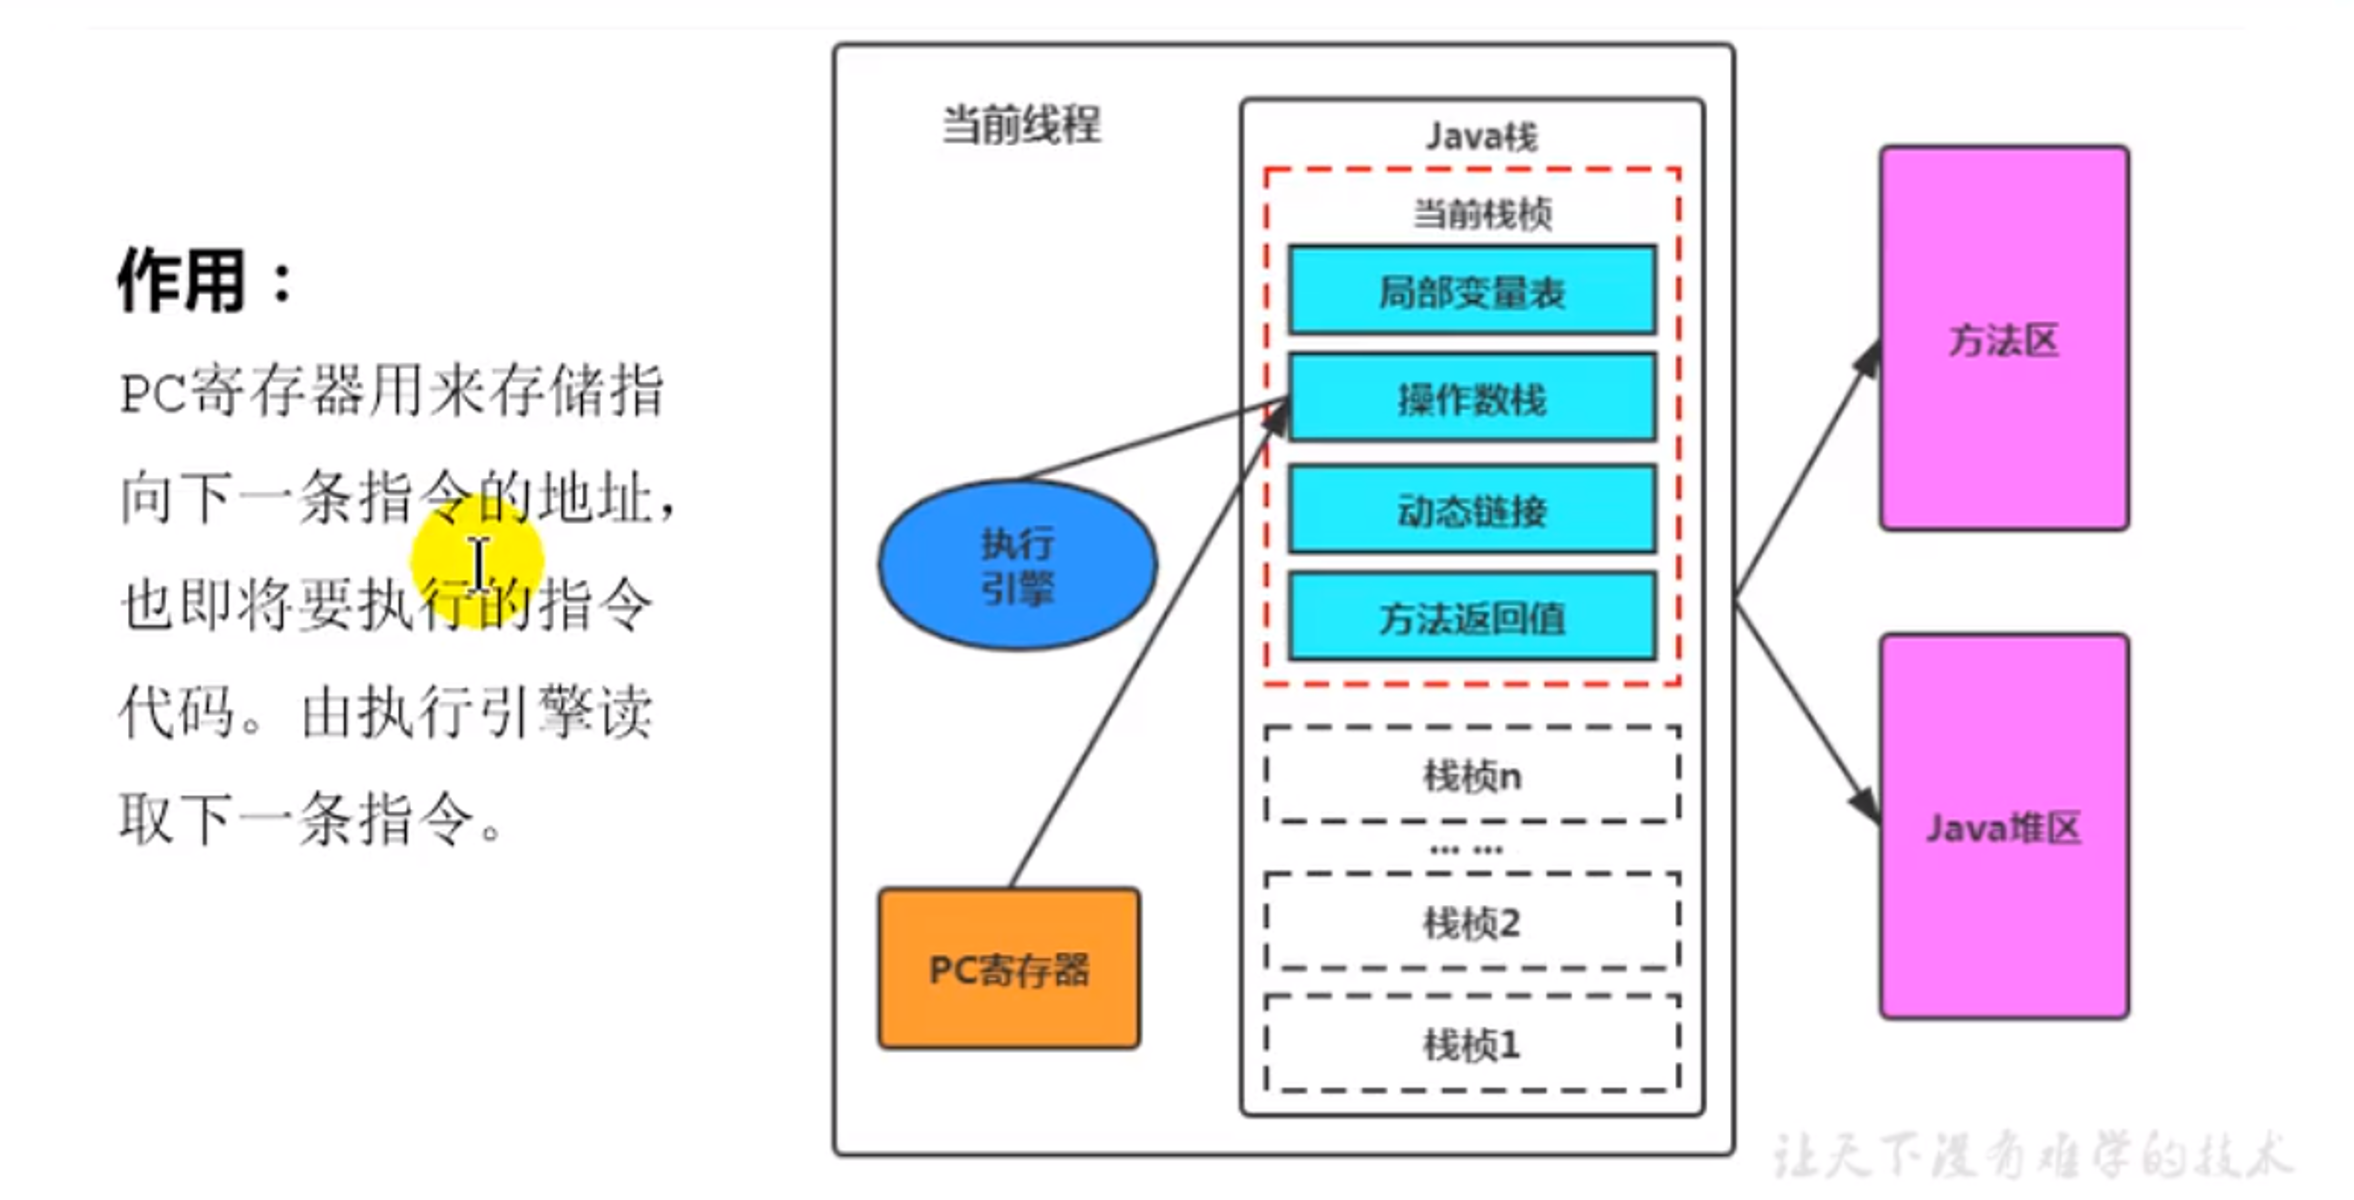 作用：
PC寄存器用来存储指
向下一条指令的地址，
也即将要执行的指令
代码。由执行引擎读
取下一条指令。
当前线程
执行
引擎
PC寄存器
Java栈
当前栈桢
局部变量表
操作数栈
动态链接
方法返回值
栈桢n
... ...
栈桢2
栈桢1
方法区
Java堆区
让天下没有难学的技术